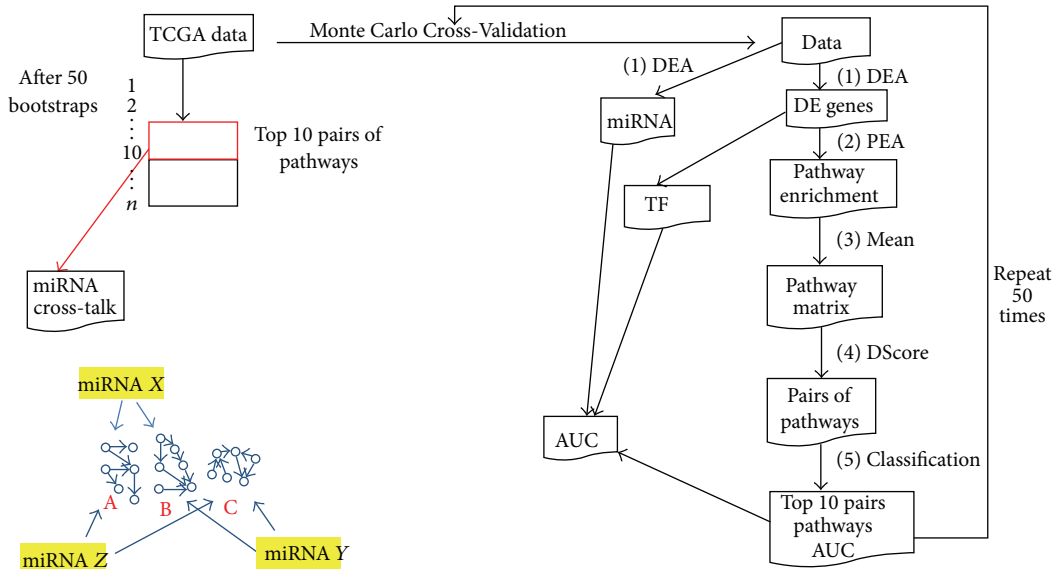 TCGA data
Monte Carlo Cross-Validation
Data
After 50
bootstraps
1
2
10
n
Top 10 pairs of
pathways
miRNA
cross-talk
(1) DEA
(1) DEA
miRNA
DE genes
(2) PEA
TF
Pathway
enrichment
(3) Mean
Pathway
matrix
(4) DScore
Pairs of
pathways
(5) Classification
AUC
Top 10 pairs
pathways
AUC
Repeat
50
times
miRNA X
A
B
C
miRNA Z
miRNA Y